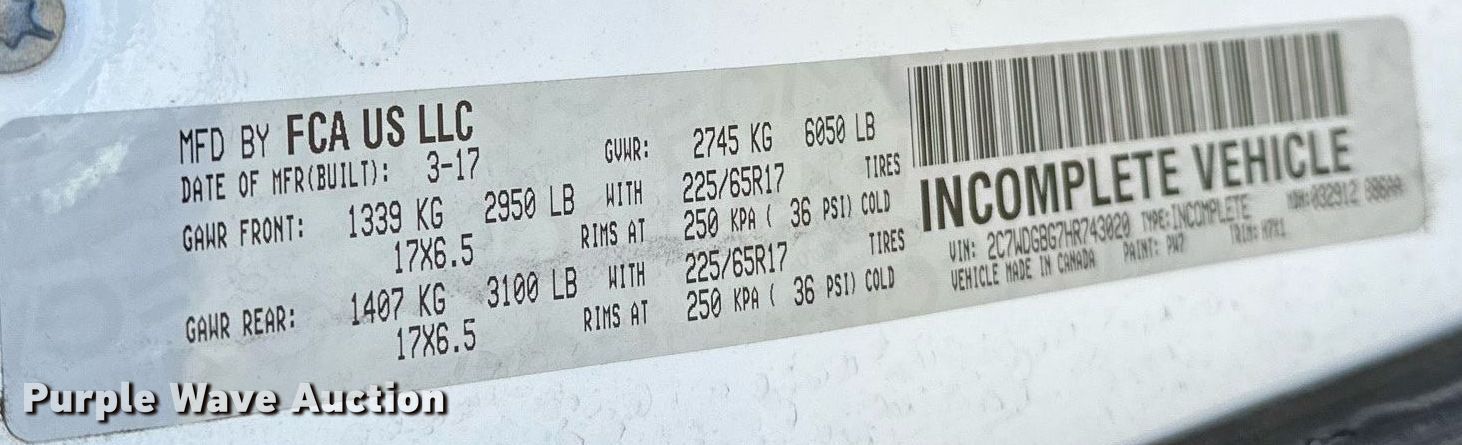 MFD BY FCA US LLC
DATE OF MFR(BUILT): 3-17 GVWR: 2745 KG 6050 LB
GAWR FRONT: 1339 KG 2950 LB WITH 225/65R17 TIRES
17X6.5 RIMS AT 250 KPA ( 36 PSI) COLD
GAWR REAR: 1407 KG 3100 LB WITH 225/65R17 TIRES
17X6.5 RIMS AT 250 KPA ( 36 PSI) COLD
INCOMPLETE VEHICLE
VIN: 2C7WDGBG7HR743020 TYPE: INCOMPLETE
VEHICLE MADE IN CANADA PAINT: PW7 TRIM:
Purple Wave Auction